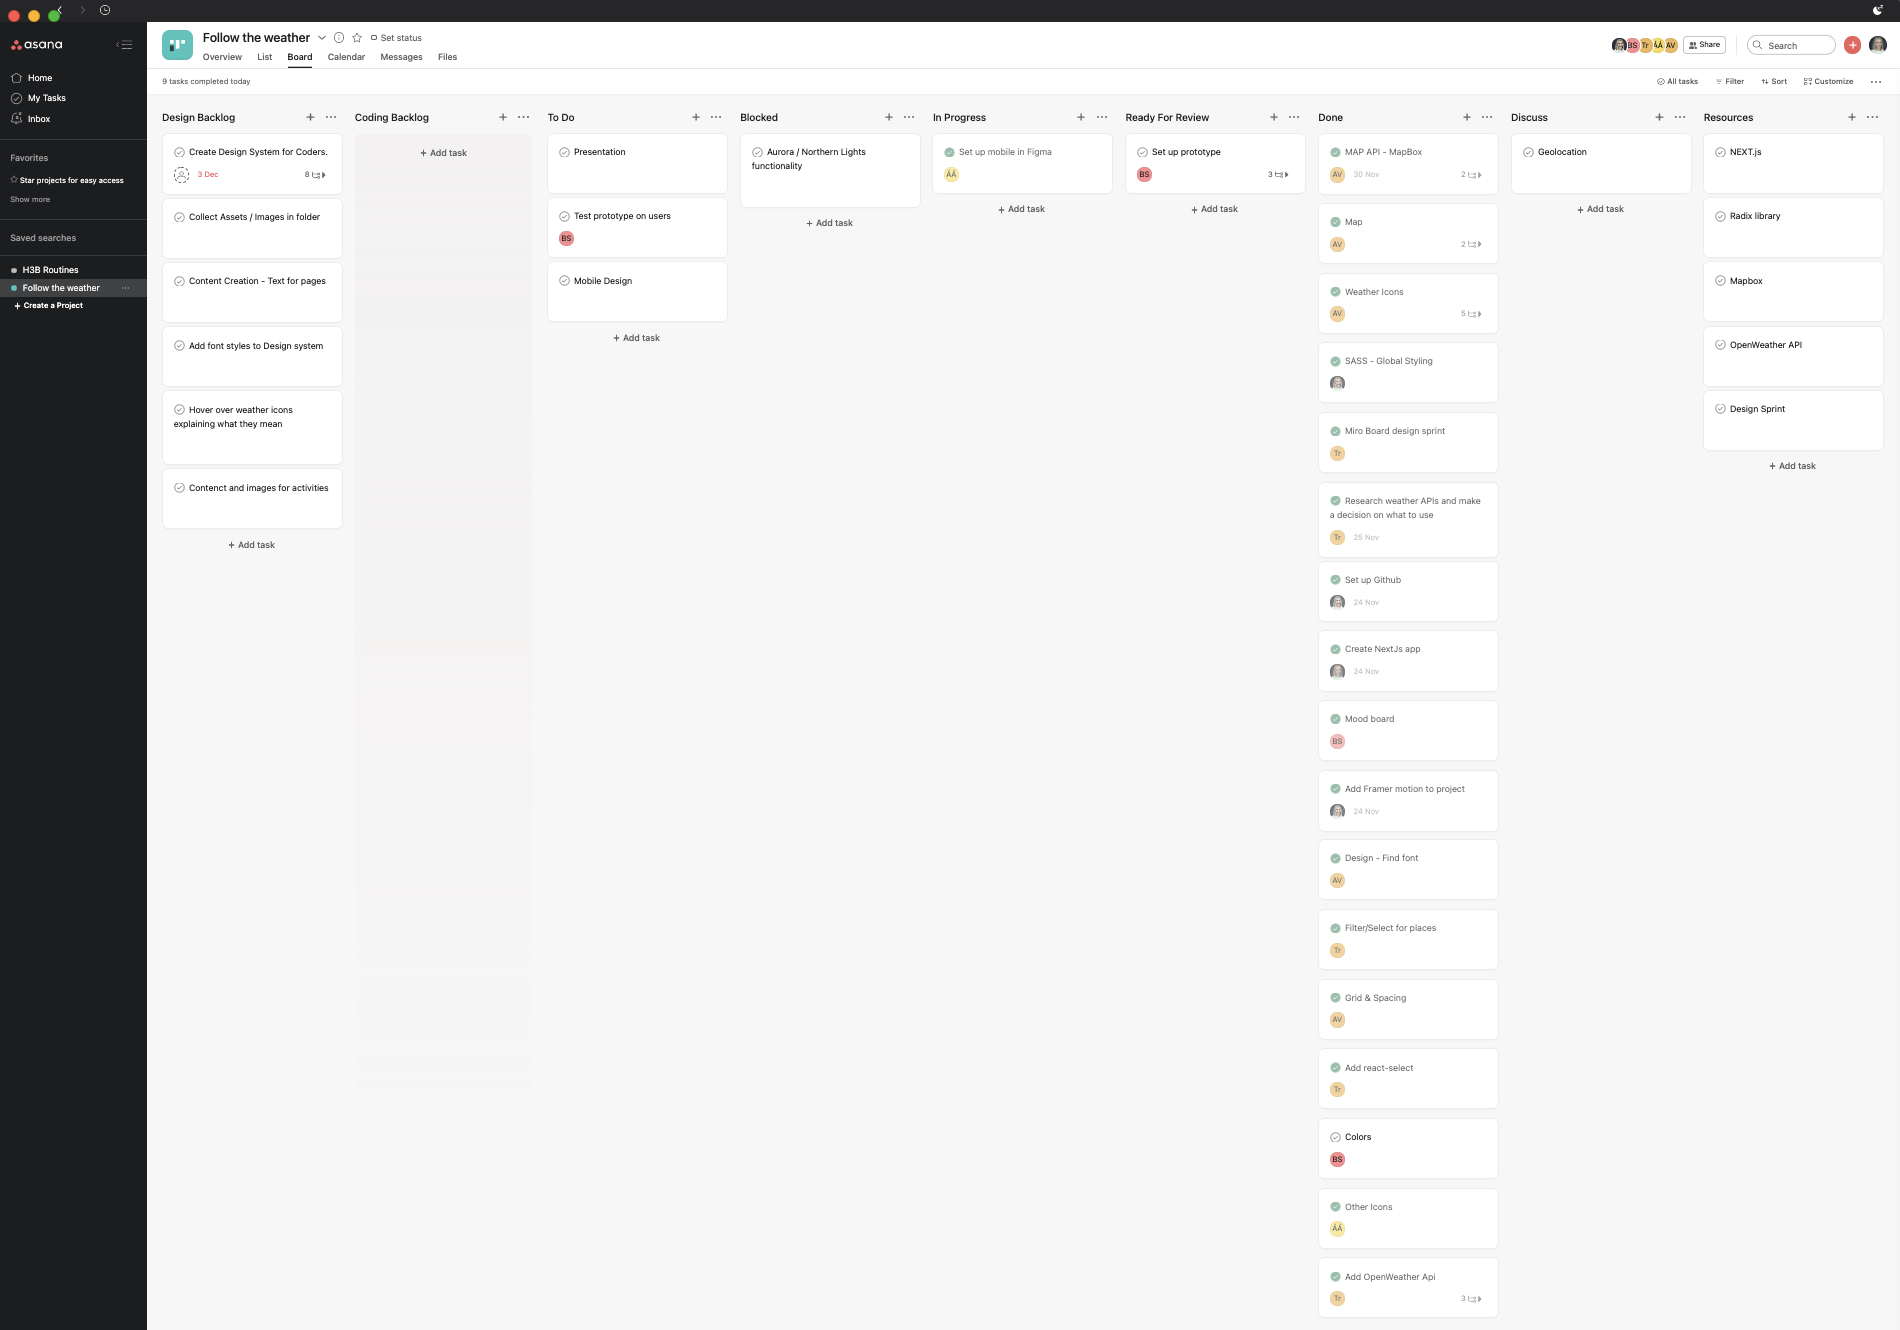 asana
Home
My Tasks
Inbox
Favorites
Star projects for easy access
Show more
Saved searches
H3B Routines
Follow the weather
Create a Project
Follow the weather
Set status
Overview List Board Calendar Messages Files
BS Tr ÁÁ AV Share Search
9 tasks completed today
All tasks Filter Sort Customize
Design Backlog
Create Design System for Coders.
3 Dec 8
Collect Assets / Images in folder
Content Creation - Text for pages
Add font styles to Design system
Hover over weather icons
explaining what they mean
Contenct and images for activities
+ Add task
Coding Backlog
+ Add task
To Do
Presentation
Test prototype on users
BS
Mobile Design
+ Add task
Blocked
Aurora / Northern Lights
functionality
+ Add task
In Progress
Set up mobile in Figma
ÁÁ
+ Add task
Ready For Review
Set up prototype
BS 3
+ Add task
Done
MAP API - MapBox
AV 30 Nov 2
Map
AV 2
Weather Icons
AV 5
SASS - Global Styling
Miro Board design sprint
Tr
Research weather APIs and make
a decision on what to use
Tr 25 Nov
Set up Github
24 Nov
Create NextJs app
24 Nov
Mood board
BS
Add Framer motion to project
24 Nov
Design - Find font
AV
Filter/Select for places
Tr
Grid & Spacing
AV
Add react-select
Tr
Colors
BS
Other Icons
ÁÁ
Add OpenWeather Api
Tr 3
Discuss
Geolocation
+ Add task
Resources
NEXT.js
Radix library
Mapbox
OpenWeather API
Design Sprint
+ Add task